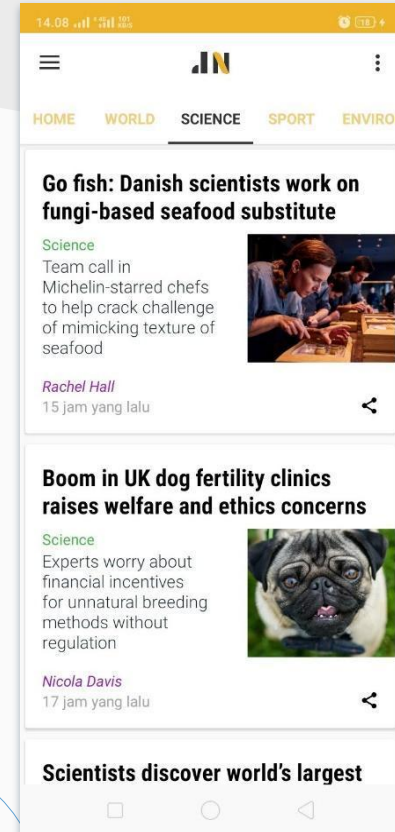 14.08
HOME WORLD SCIENCE SPORT ENVIRO
Go fish: Danish scientists work on
fungi-based seafood substitute
Science
Team call in
Michelin-starred chefs
to help crack challenge
of mimicking texture of
seafood
Rachel Hall
15 jam yang lalu
Boom in UK dog fertility clinics
raises welfare and ethics concerns
Science
Experts worry about
financial incentives
for unnatural breeding
methods without
regulation
Nicola Davis
17 jam yang lalu
Scientists discover world's largest